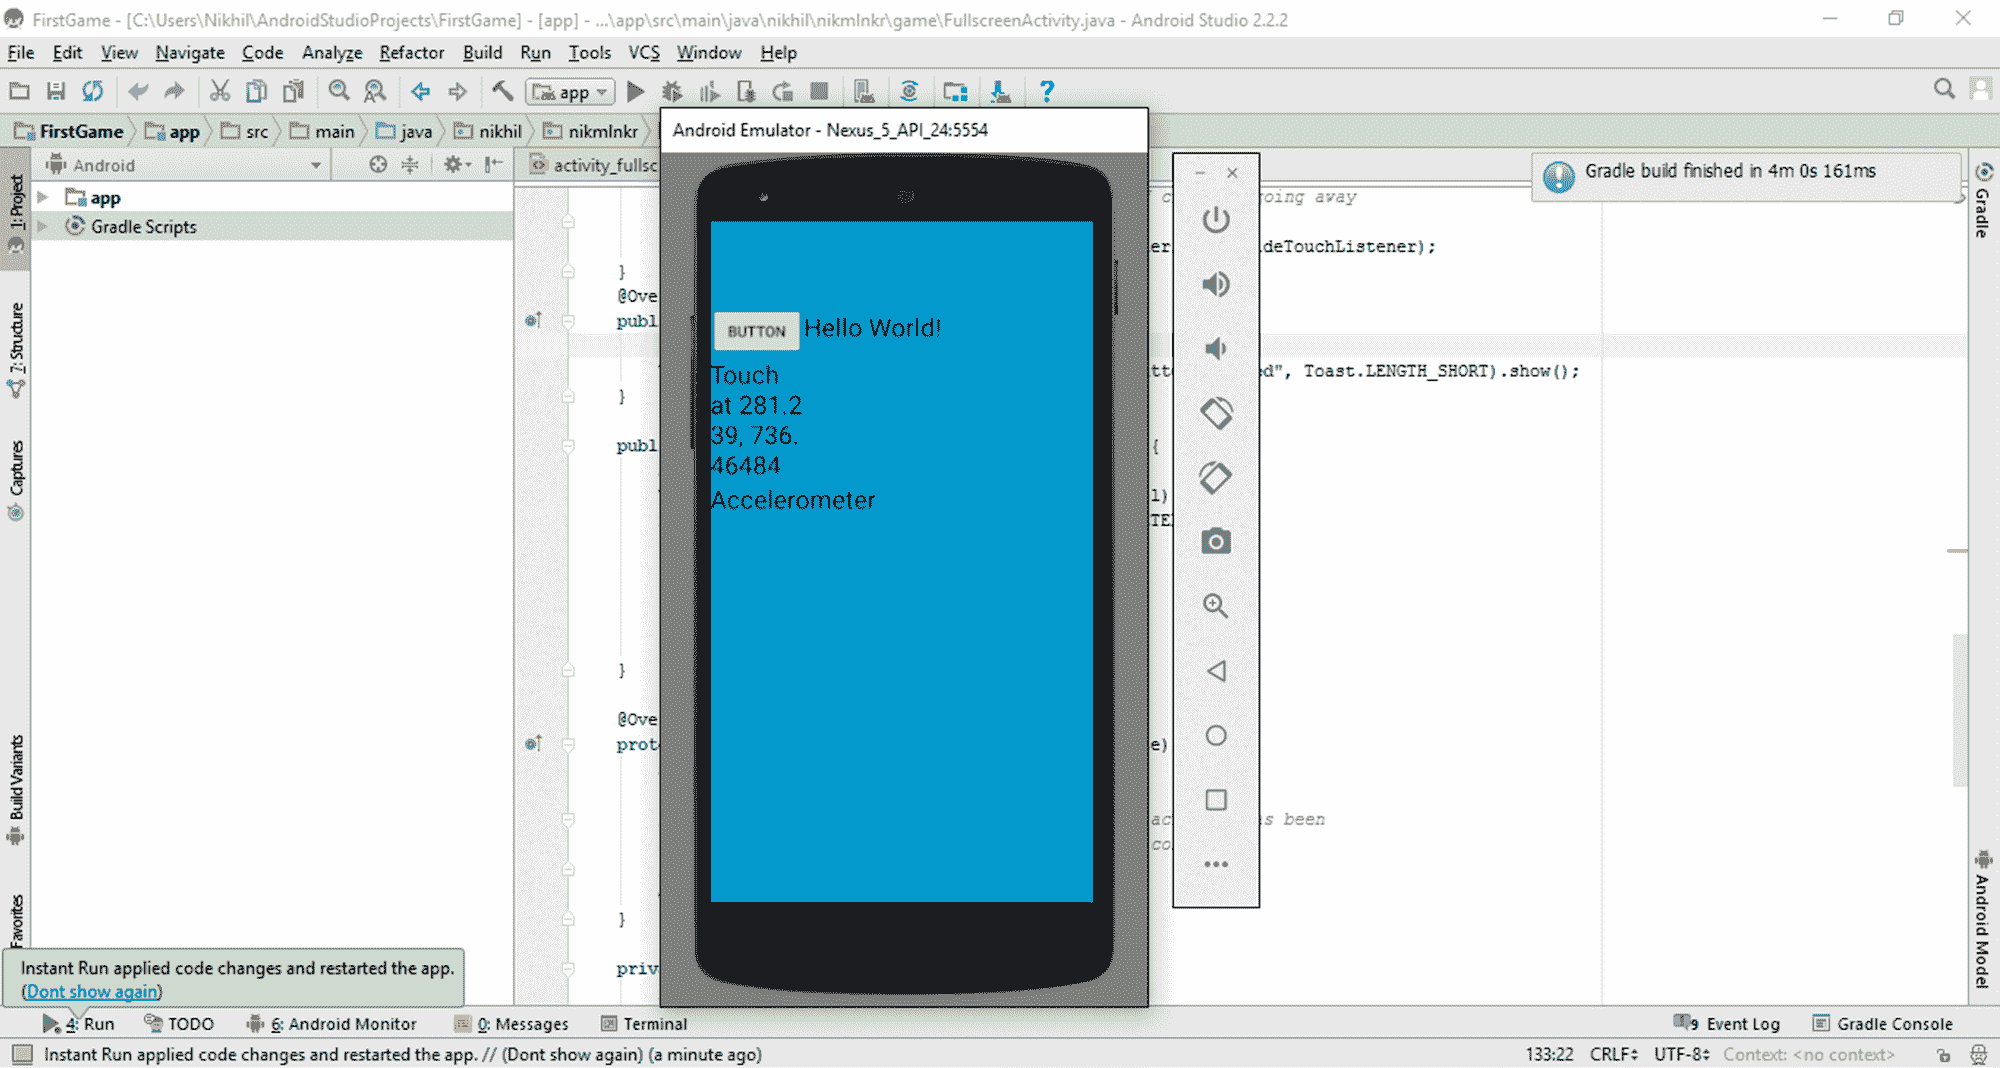 FirstGame - [C:\Users\Nikhil\AndroidStudioProjects\FirstGame] - [app] - ...\app\src\main\java\nikhil\nikmlnkr\game\FullscreenActivity.java - Android Studio 2.2.2
File Edit View Navigate Code Analyze Refactor Build Run Tools VCS Window Help
app
FirstGame app src main java nikhil nikmlnkr
Android Emulator - Nexus_5_API_24:5554
Android
activity_fullsc
Gradle build finished in 4m 0s 161ms
app
Gradle Scripts
1: Project
7: Structure
Captures
Build Variants
Favorites
Gradle
Android Model
going away
deTouchListener);
}
@Ove
publ
ed", Toast.LENGTH_SHORT).show();
}
publ {
l)
}
@Ove
prot e)
s been
}
priv
BUTTON Hello World!
Touch
at 281.2
39, 736.
46484
Accelerometer
Instant Run applied code changes and restarted the app.
(Dont show again)
4: Run TODO 6: Android Monitor 0: Messages Terminal 9 Event Log Gradle Console
Instant Run applied code changes and restarted the app. // (Dont show again) (a minute ago) 133:22 CRLF UTF-8 Context: <no context>